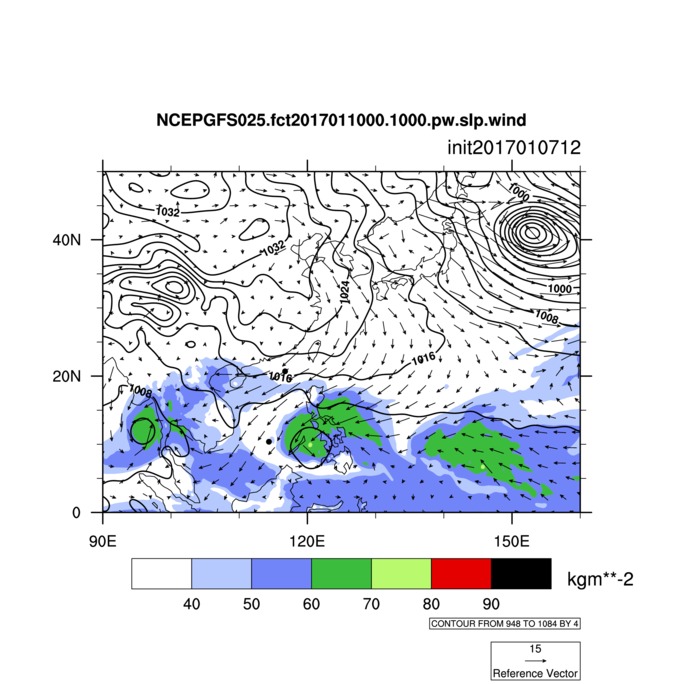 NCEPGFS025.fct2017011000.1000.pw.slp.wind
init2017010712
1000
1032
40N
1032
1024
1000
1008
1016
20N
1016
1008
0
90E 120E 150E
40 50 60 70 80 90
kgm**-2
CONTOUR FROM 948 TO 1084 BY 4
15
Reference Vector